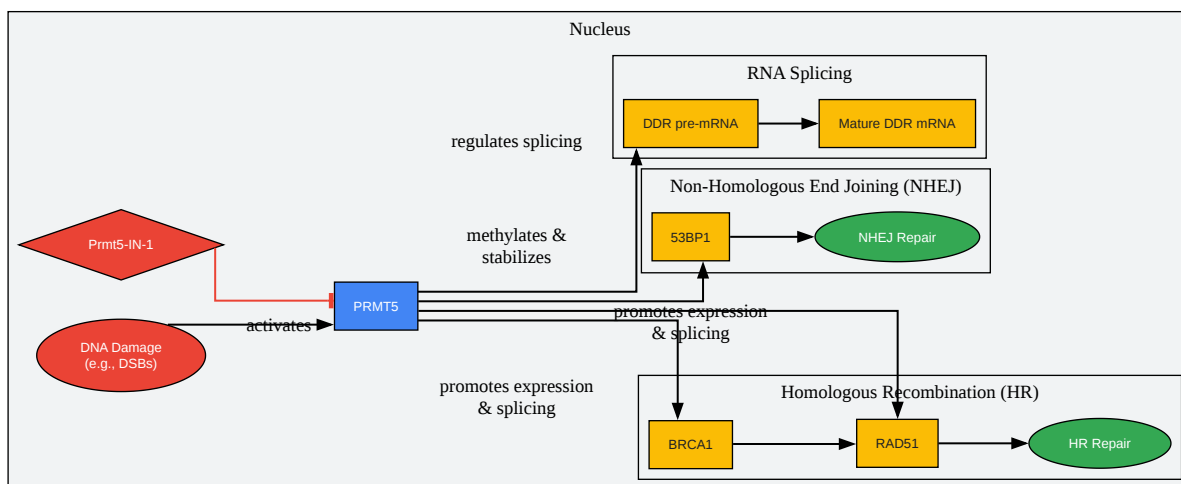 Nucleus
RNA Splicing
DDR pre-mRNA
Mature DDR mRNA
regulates splicing
Non-Homologous End Joining (NHEJ)
53BP1
NHEJ Repair
methylates &
stabilizes
Prmt5-IN-1
PRMT5
activates
DNA Damage
(e.g., DSBs)
promotes expression
& splicing
promotes expression
& splicing
Homologous Recombination (HR)
BRCA1
RAD51
HR Repair